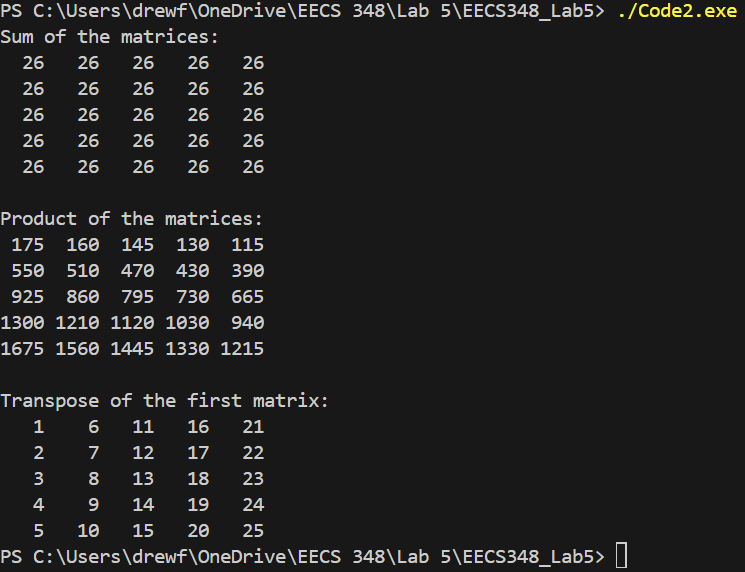 PS C:\Users\drewf\OneDrive\EECS 348\Lab 5\EECS348_Lab5> ./Code2.exe
Sum of the matrices:
  26   26   26   26   26
  26   26   26   26   26
  26   26   26   26   26
  26   26   26   26   26
  26   26   26   26   26

Product of the matrices:
 175  160  145  130  115
 550  510  470  430  390
 925  860  795  730  665
1300 1210 1120 1030  940
1675 1560 1445 1330 1215

Transpose of the first matrix:
   1    6   11   16   21
   2    7   12   17   22
   3    8   13   18   23
   4    9   14   19   24
   5   10   15   20   25
PS C:\Users\drewf\OneDrive\EECS 348\Lab 5\EECS348_Lab5>